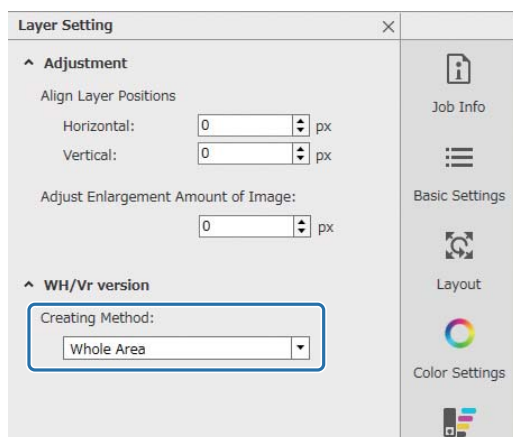 Layer Setting
Adjustment
Align Layer Positions
Horizontal: 0 px
Vertical: 0 px
Adjust Enlargement Amount of Image:
0 px
WH/Vr version
Creating Method:
Whole Area
Job Info
Basic Settings
Layout
Color Settings